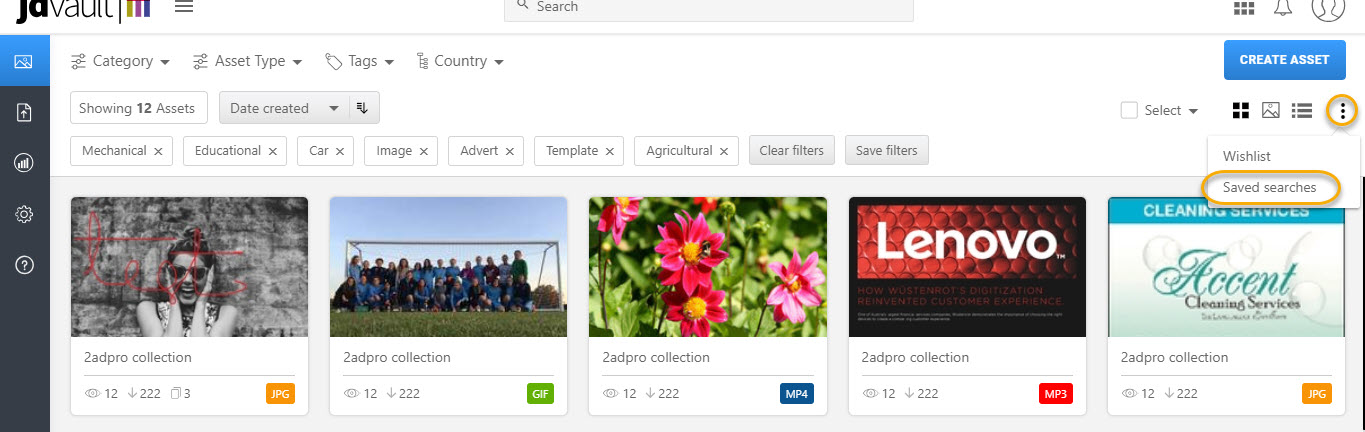 jdvault
Search
Category
Asset Type
Tags
Country
CREATE ASSET
Showing 12 Assets
Date created
Select
Mechanical ×
Educational ×
Car ×
Image ×
Advert ×
Template ×
Agricultural ×
Clear filters
Save filters
Wishlist
Saved searches
test
Lenovo™
HOW WÜSTENROT'S DIGITIZATION
REINVENTED CUSTOMER EXPERIENCE.
CLEANING SERVICES
Accent
Cleaning Services
2adpro collection
12 222 3 JPG
2adpro collection
12 222 GIF
2adpro collection
12 222 MP4
2adpro collection
12 222 MP3
2adpro collection
12 222 JPG